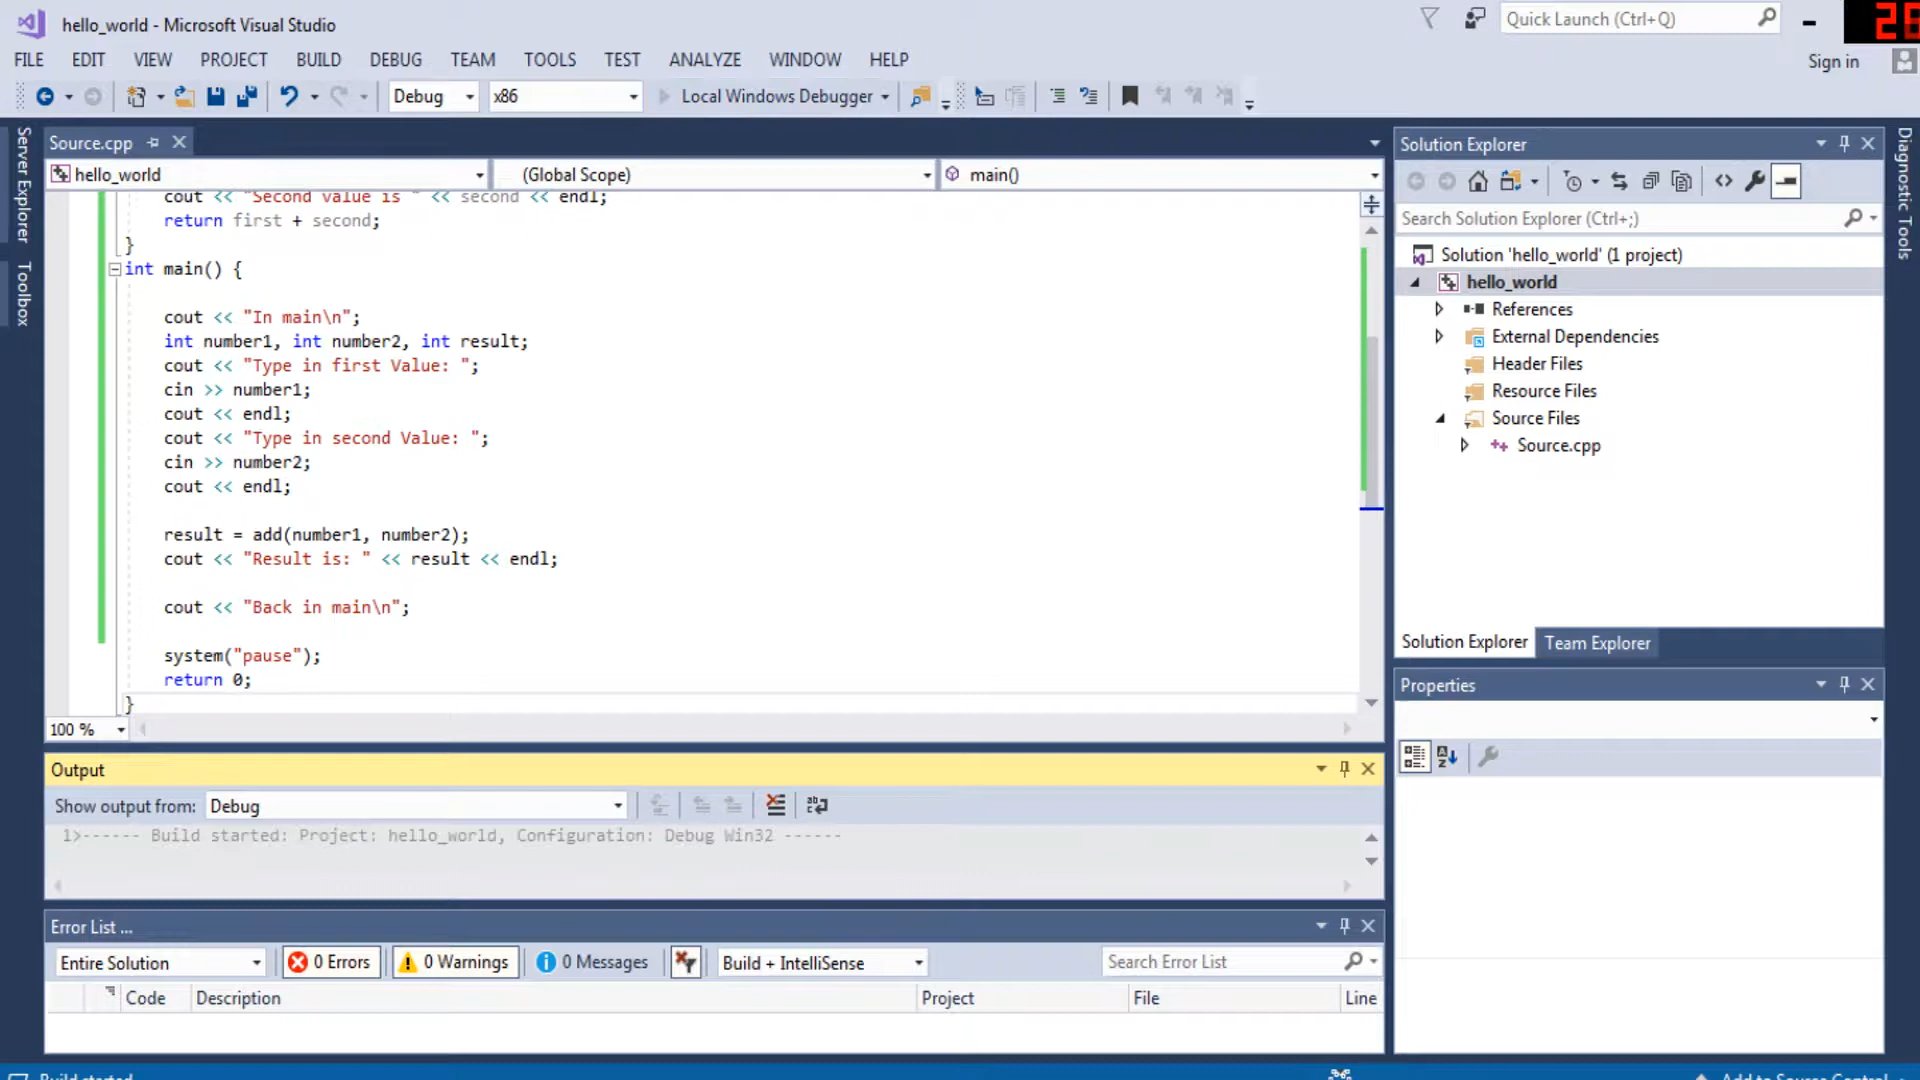 hello_world - Microsoft Visual Studio
Quick Launch (Ctrl+Q)
26
FILE EDIT VIEW PROJECT BUILD DEBUG TEAM TOOLS TEST ANALYZE WINDOW HELP
Sign in
Debug x86 Local Windows Debugger
Server Explorer
Toolbox
Source.cpp
hello_world (Global Scope) main()
cout << "Second value is " << second << endl;
return first + second;
}
int main() {
cout << "In main\n";
int number1, int number2, int result;
cout << "Type in first Value: ";
cin >> number1;
cout << endl;
cout << "Type in second Value: ";
cin >> number2;
cout << endl;
result = add(number1, number2);
cout << "Result is: " << result << endl;
cout << "Back in main\n";
system("pause");
return 0;
}
100 %
Output
Show output from: Debug
1>------ Build started: Project: hello_world, Configuration: Debug Win32 ------
Error List ...
Entire Solution 0 Errors 0 Warnings 0 Messages Build + IntelliSense Search Error List
Code Description Project File Line
Solution Explorer
Search Solution Explorer (Ctrl+;)
Solution 'hello_world' (1 project)
hello_world
References
External Dependencies
Header Files
Resource Files
Source Files
Source.cpp
Solution Explorer Team Explorer
Properties
Diagnostic Tools
Build started
Add to Source Control